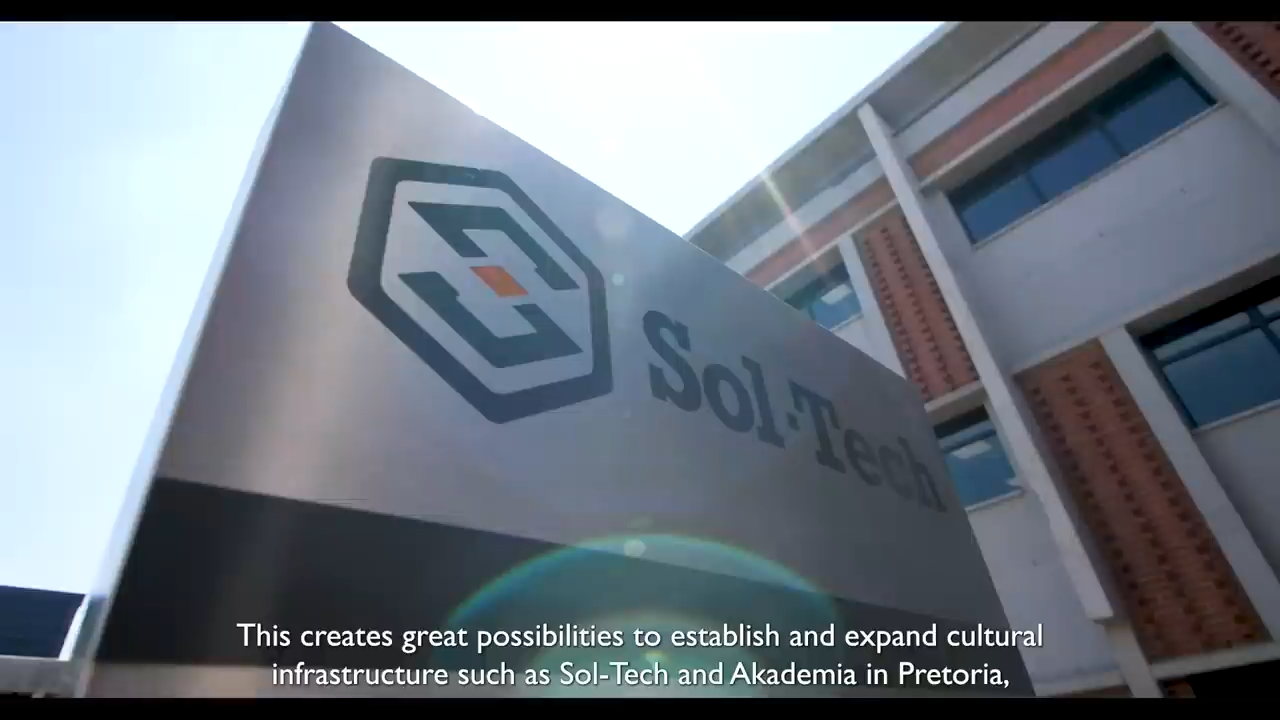 Sol-Tech
This creates great possibilities to establish and expand cultural
infrastructure such as Sol-Tech and Akademia in Pretoria,